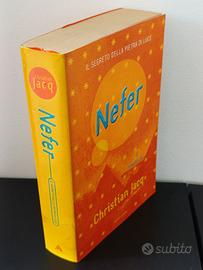 Christian
Jacq
Nefer
IL SEGRETO DELLA PIETRA DI LUCE
Nefer
Christian Jacq
subito